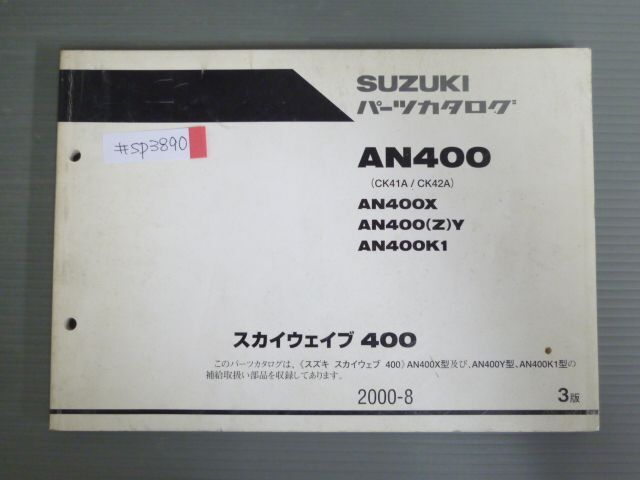 SUZUKI
パーツカタログ
#SP3890
AN400
(CK41A / CK42A)
AN400X
AN400(Z)Y
AN400K1
スカイウェイブ 400
このパーツカタログは、《スズキ スカイウェブ 400》AN400X型及び、AN400Y型、AN400K1型の
補給取扱い部品を収録してあります。
2000-8
3版